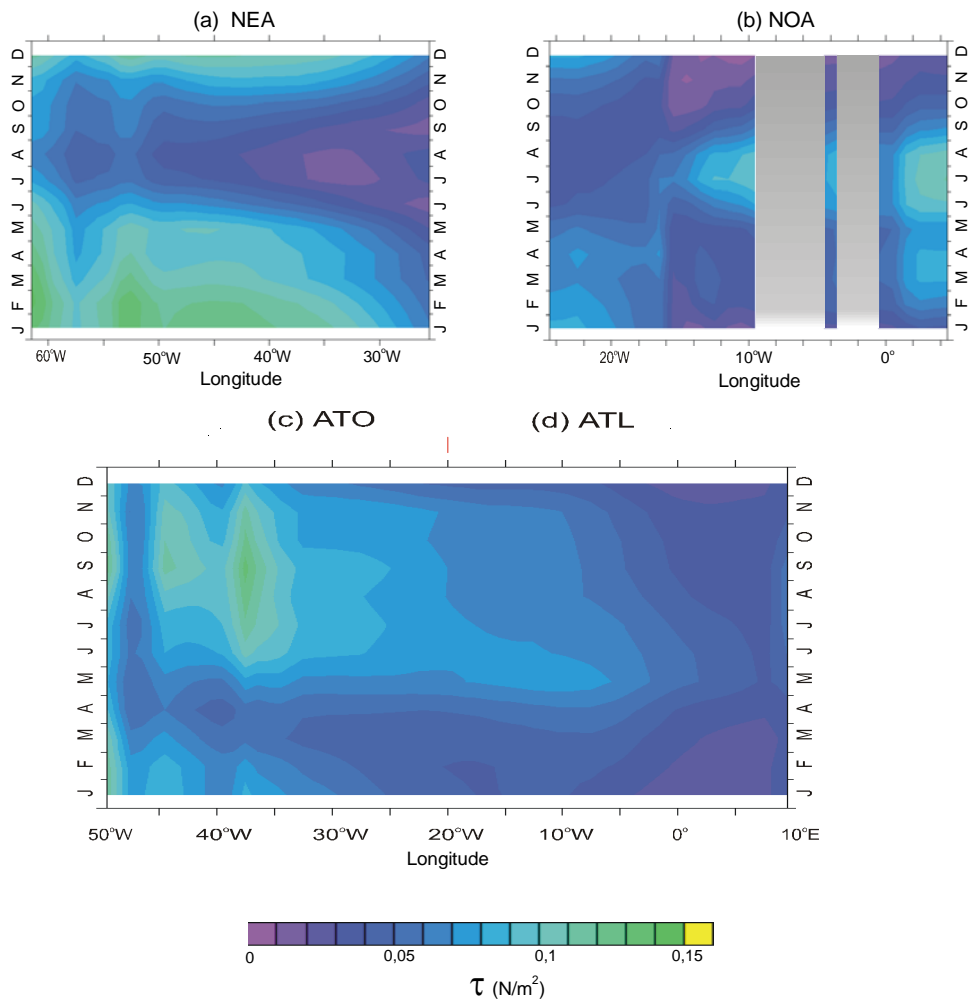 (a) NEA
(b) NOA
D D D D
N N N N
O O O O
S S S S
A A A A
J J J J
J J J J
M M M M
A A A A
M M M M
F F F F
J J J J
60°W 50°W 40°W 30°W
20°W 10°W 0°
Longitude
Longitude
(c) ATO (d) ATL
D D
N N
O O
S S
A A
J J
J J
M M
A A
M M
F F
J J
50°W 40°W 30°W 20°W 10°W 0° 10°E
Longitude
0 0,05 0,1 0,15
τ (N/m²)